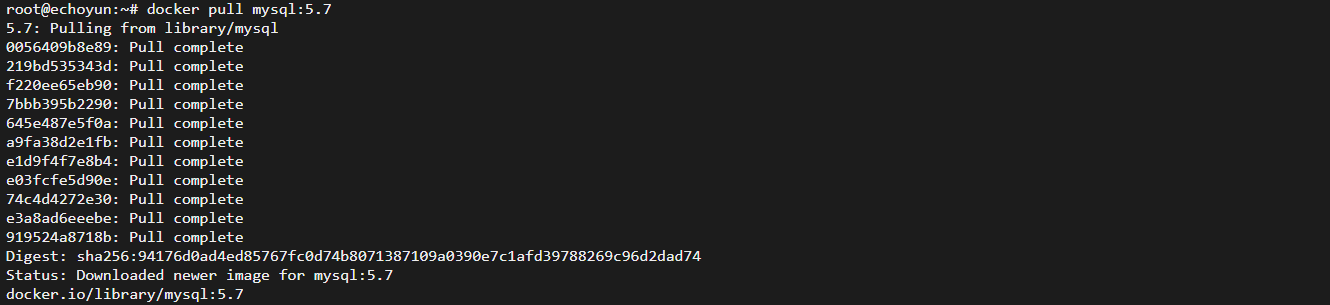 root@echoyun:~# docker pull mysql:5.7
5.7: Pulling from library/mysql
0056409b8e89: Pull complete
219bd535343d: Pull complete
f220ee65eb90: Pull complete
7bbb395b2290: Pull complete
645e487e5f0a: Pull complete
a9fa38d2e1fb: Pull complete
e1d9f4f7e8b4: Pull complete
e03fcfe5d90e: Pull complete
74c4d4272e30: Pull complete
e3a8ad6eeebe: Pull complete
919524a8718b: Pull complete
Digest: sha256:94176d0ad4ed85767fc0d74b8071387109a0390e7c1afd39788269c96d2dad74
Status: Downloaded newer image for mysql:5.7
docker.io/library/mysql:5.7